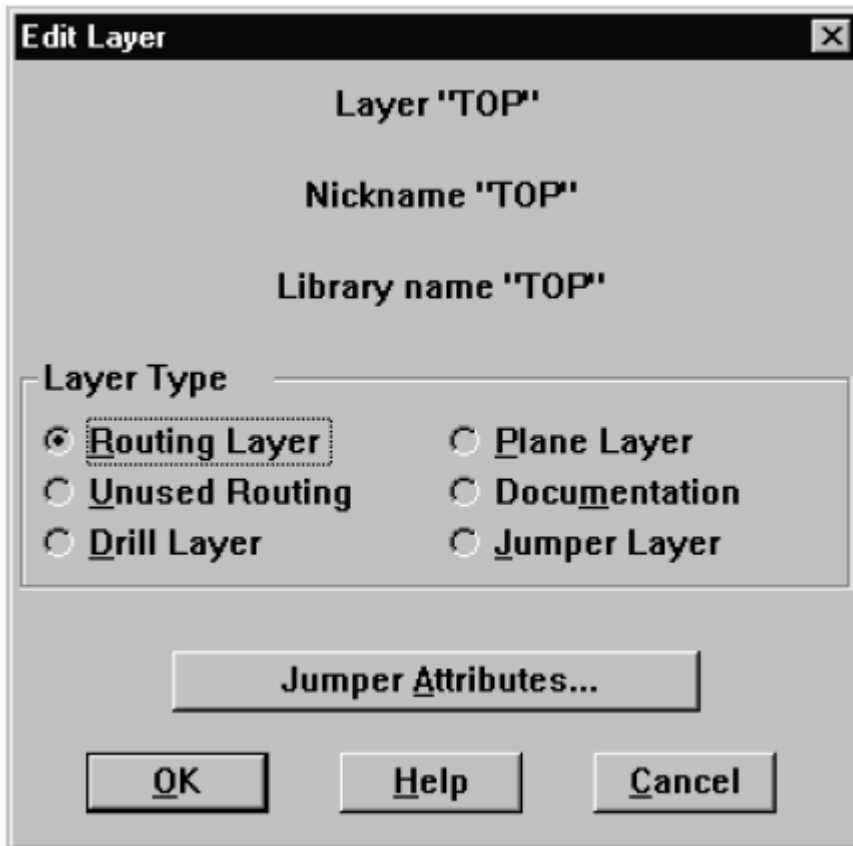 Edit Layer
Layer "TOP"
Nickname "TOP"
Library name "TOP"
Layer Type
Routing Layer
Plane Layer
Unused Routing
Documentation
Drill Layer
Jumper Layer
Jumper Attributes...
OK
Help
Cancel